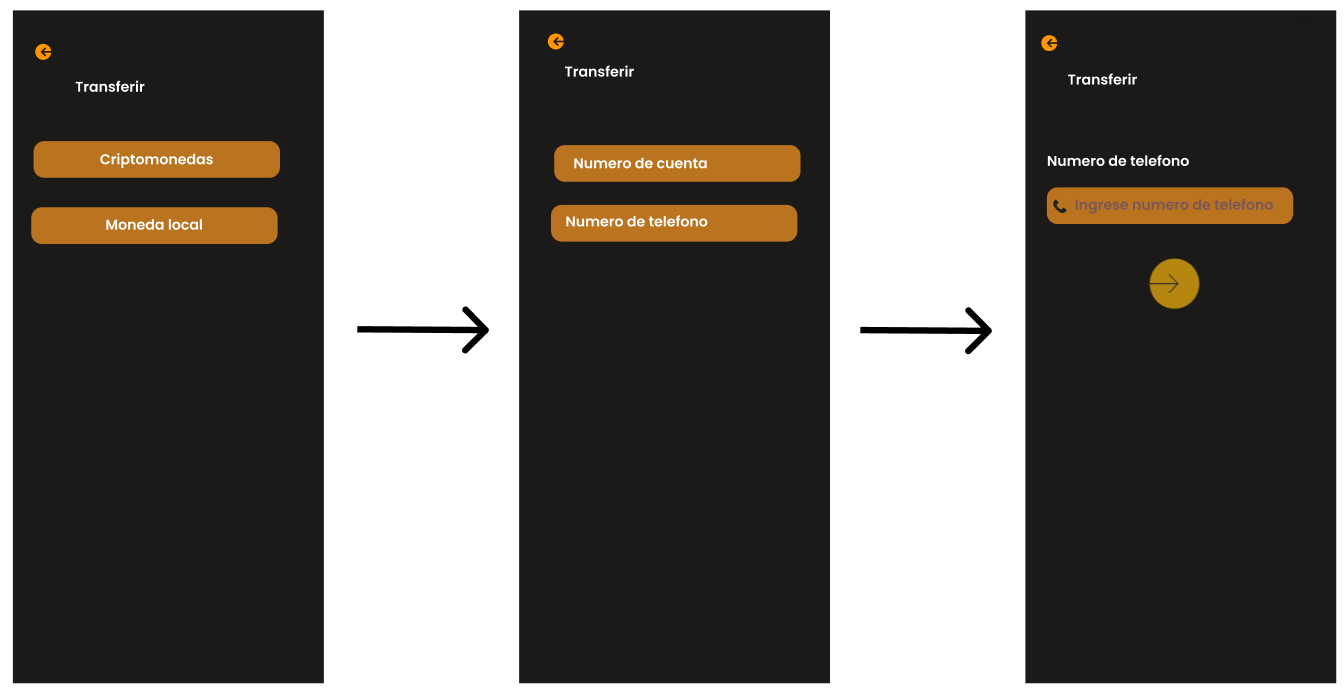 Transferir
Criptomonedas
Moneda local
Transferir
Numero de cuenta
Numero de telefono
Transferir
Numero de telefono
Ingrese numero de telefono